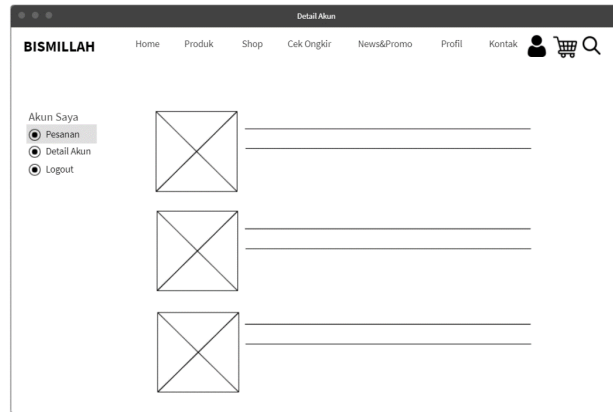 Detail Akun
BISMILLAH Home Produk Shop Cek Ongkir News&Promo Profil Kontak
Akun Saya
Pesanan
Detail Akun
Logout